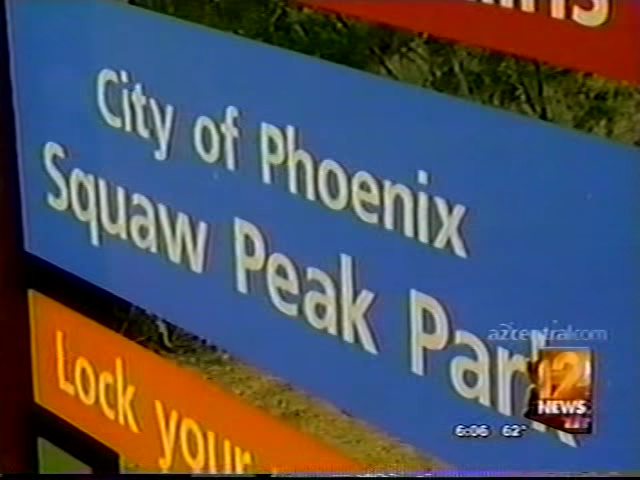 City of Phoenix
Squaw Peak Park
Lock your
azcentral.com
12
NEWS
6:06 62°